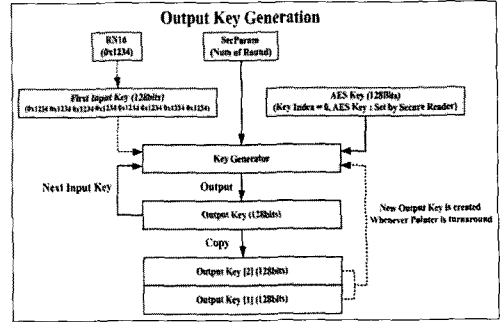 Output Key Generation
RN16
(0x1234)
SecParam
(Num of Round)
First Input Key (128bits)
(0x1234 0x1234 0x1234 0x1234 0x1234 0x1234 0x1234 0x1234)
AES Key (128Bits)
(Key Index = 0, AES Key : Set by Secure Reader)
Key Generator
Next Input Key
Output
Output Key (128bits)
New Output Key is created
Whenever Pointer is turnaround
Copy
Output Key [2] (128bits)
Output Key [1] (128bits)